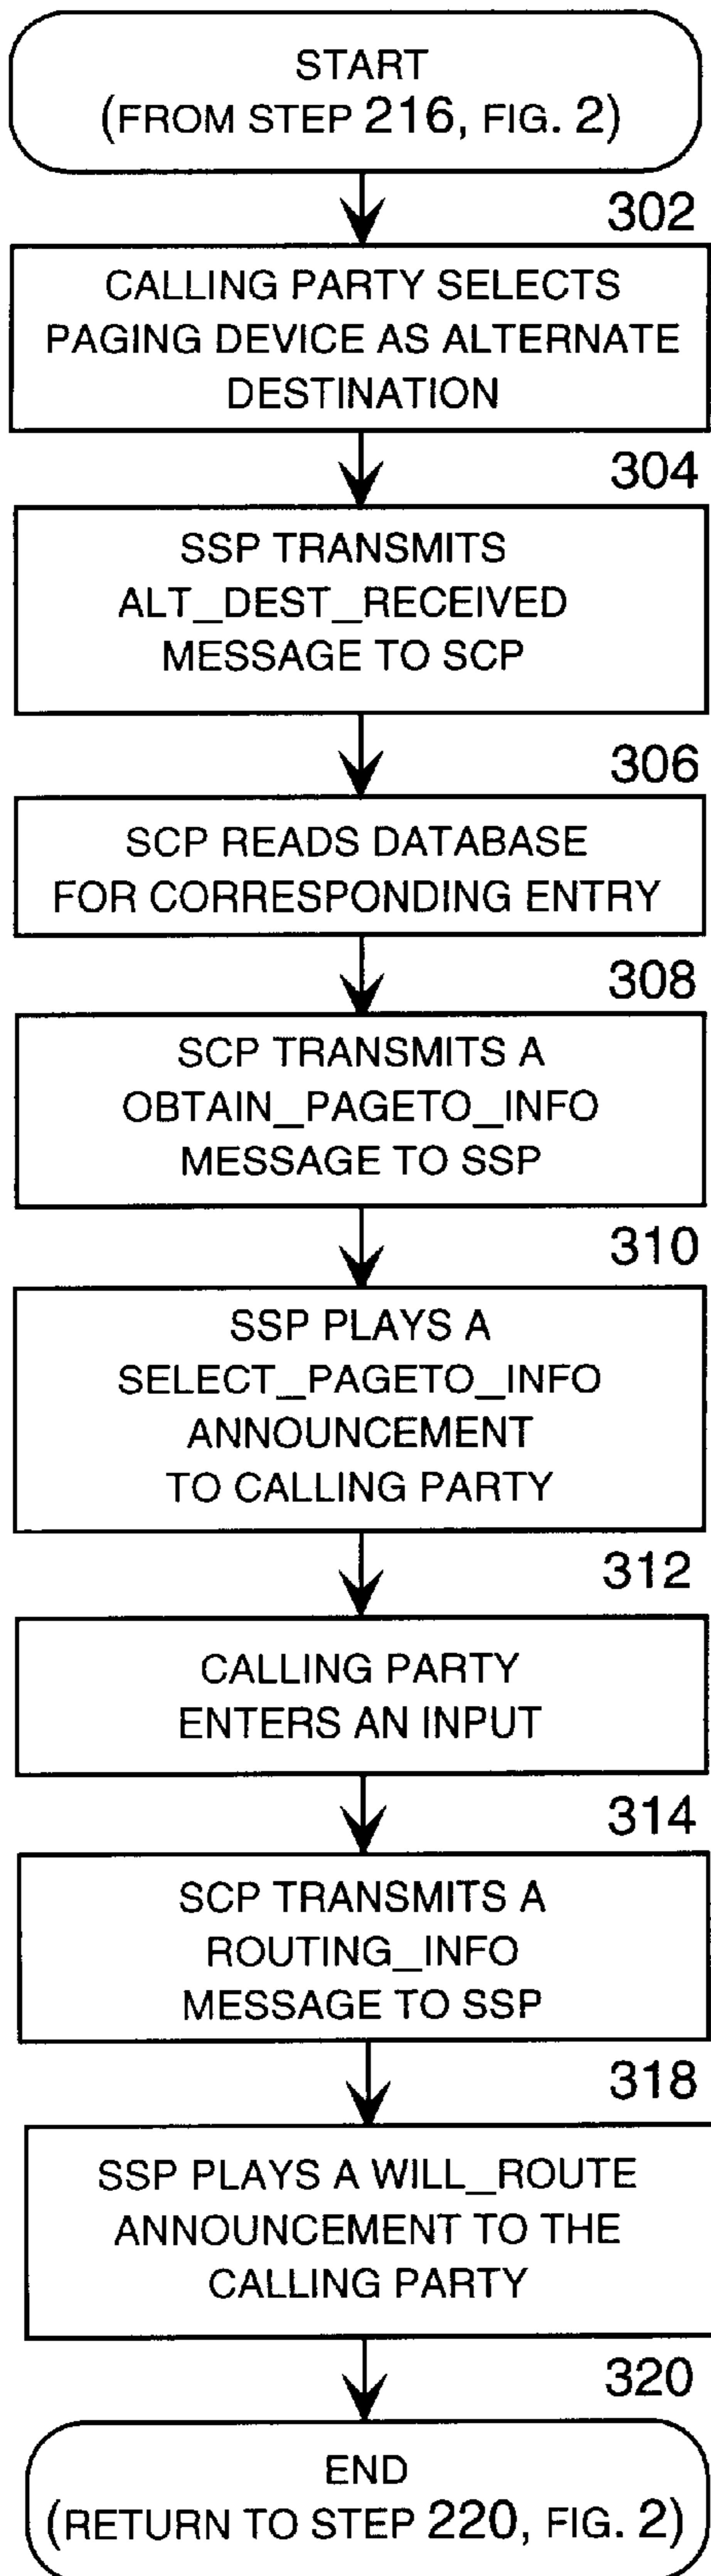 START
(FROM STEP 216, FIG. 2)
302
CALLING PARTY SELECTS
PAGING DEVICE AS ALTERNATE
DESTINATION
304
SSP TRANSMITS
ALT_DEST_RECEIVED
MESSAGE TO SCP
306
SCP READS DATABASE
FOR CORRESPONDING ENTRY
308
SCP TRANSMITS A
OBTAIN_PAGETO_INFO
MESSAGE TO SSP
310
SSP PLAYS A
SELECT_PAGETO_INFO
ANNOUNCEMENT
TO CALLING PARTY
312
CALLING PARTY
ENTERS AN INPUT
314
SCP TRANSMITS A
ROUTING_INFO
MESSAGE TO SSP
318
SSP PLAYS A WILL_ROUTE
ANNOUNCEMENT TO THE
CALLING PARTY
320
END
(RETURN TO STEP 220, FIG. 2)